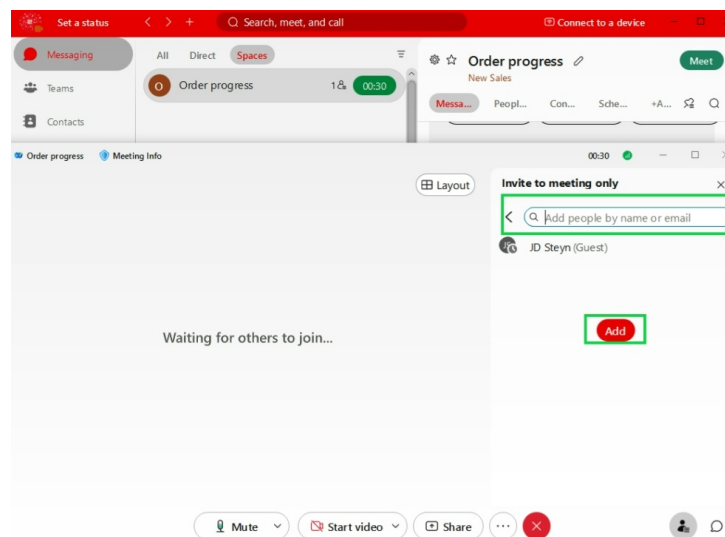 Set a status
Search, meet, and call
Connect to a device
Messaging
Teams
Contacts
All Direct Spaces
O Order progress 1 00:30
Order progress
New Sales
Meet
Messa... Peopl... Con... Sche... +A...
Order progress Meeting Info 00:30
Layout
Invite to meeting only
Add people by name or email
JD Steyn (Guest)
Add
Waiting for others to join...
Mute Start video Share